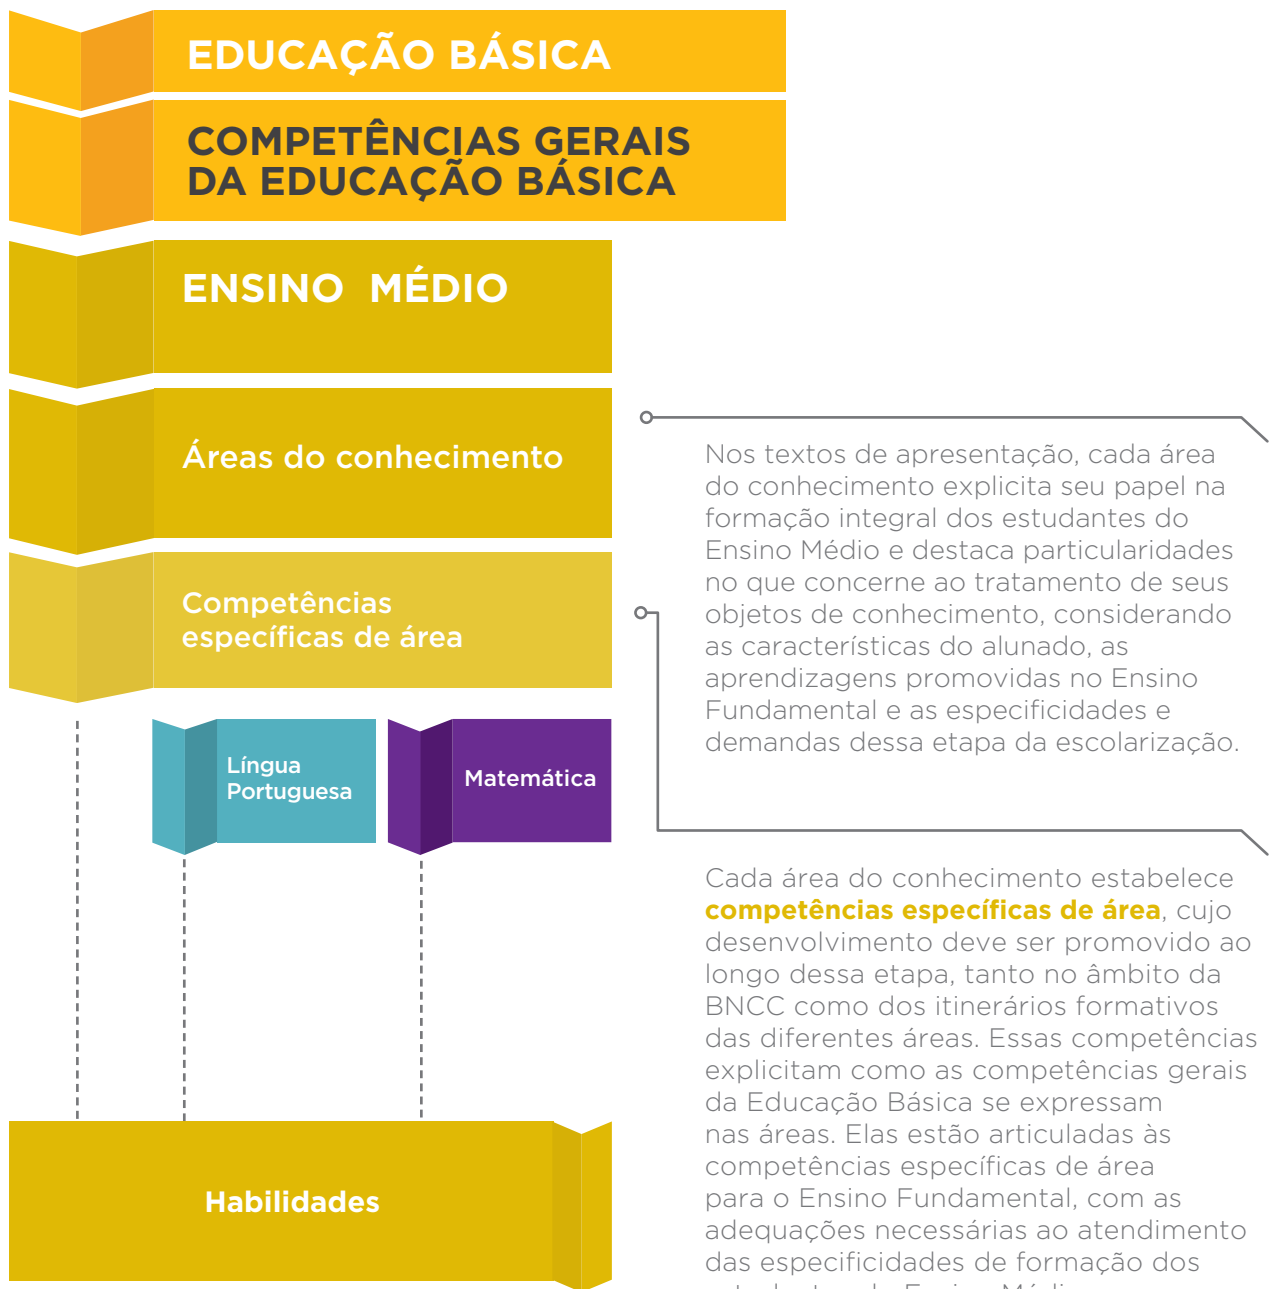 EDUCAÇÃO BÁSICA
COMPETÊNCIAS GERAIS
DA EDUCAÇÃO BÁSICA
ENSINO MÉDIO
Áreas do conhecimento
Nos textos de apresentação, cada área
do conhecimento explicita seu papel na
formação integral dos estudantes do
Ensino Médio e destaca particularidades
no que concerne ao tratamento de seus
objetos de conhecimento, considerando
as características do alunado, as
aprendizagens promovidas no Ensino
Fundamental e as especificidades e
demandas dessa etapa da escolarização.
Competências
específicas de área
Língua
Portuguesa
Matemática
Cada área do conhecimento estabelece
competências específicas de área, cujo
desenvolvimento deve ser promovido ao
longo dessa etapa, tanto no âmbito da
BNCC como dos itinerários formativos
das diferentes áreas. Essas competências
explicitam como as competências gerais
da Educação Básica se expressam
nas áreas. Elas estão articuladas às
competências específicas de área
para o Ensino Fundamental, com as
adequações necessárias ao atendimento
das especificidades de formação dos
Habilidades